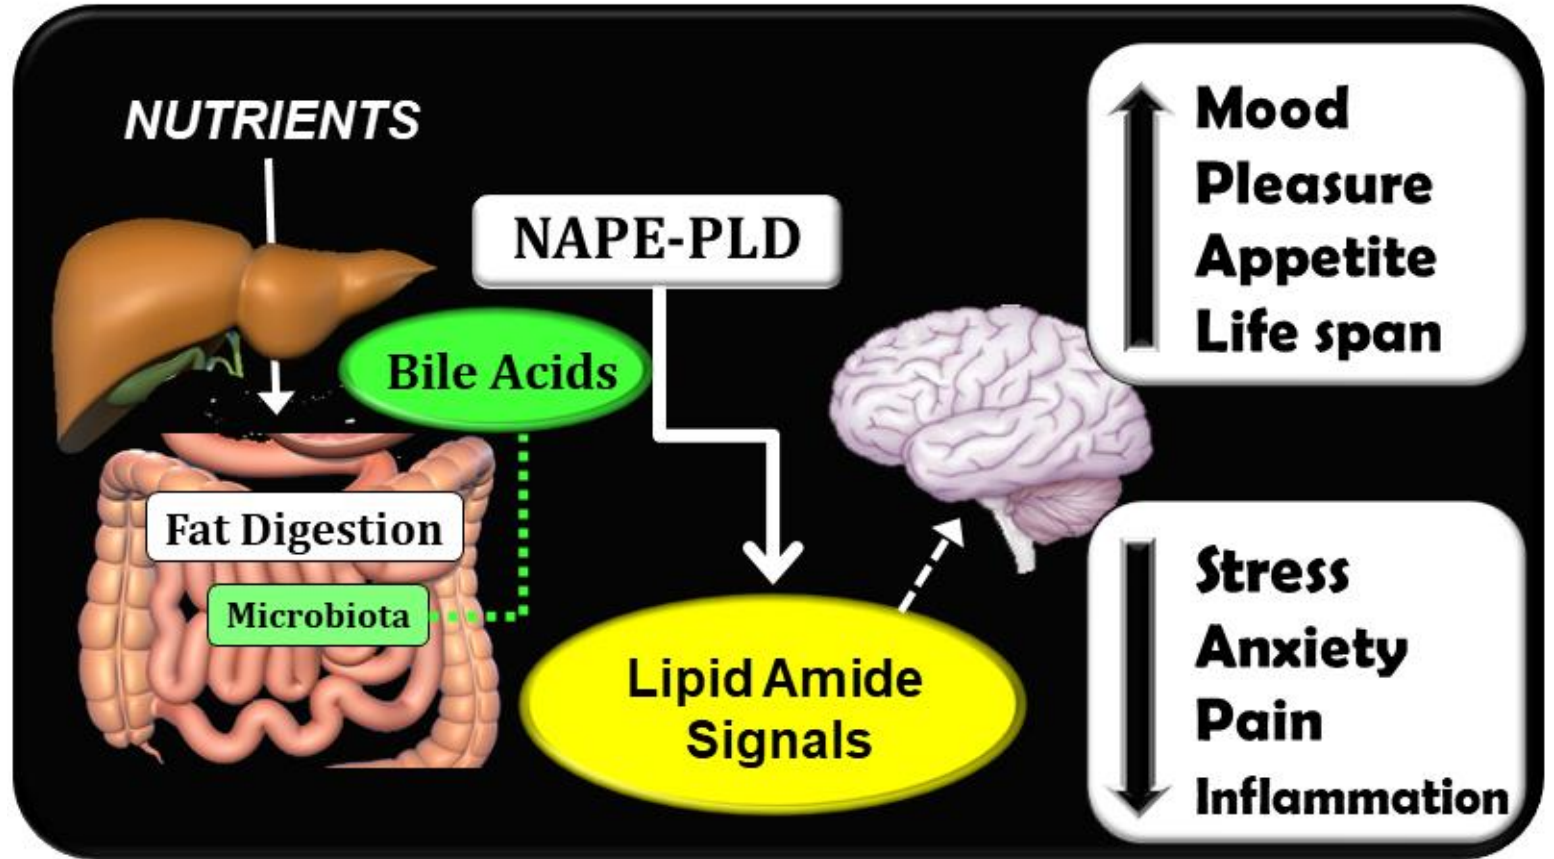 NUTRIENTS
NAPE-PLD
Bile Acids
Fat Digestion
Microbiota
Lipid Amide
Signals
Mood
Pleasure
Appetite
Life span
Stress
Anxiety
Pain
Inflammation